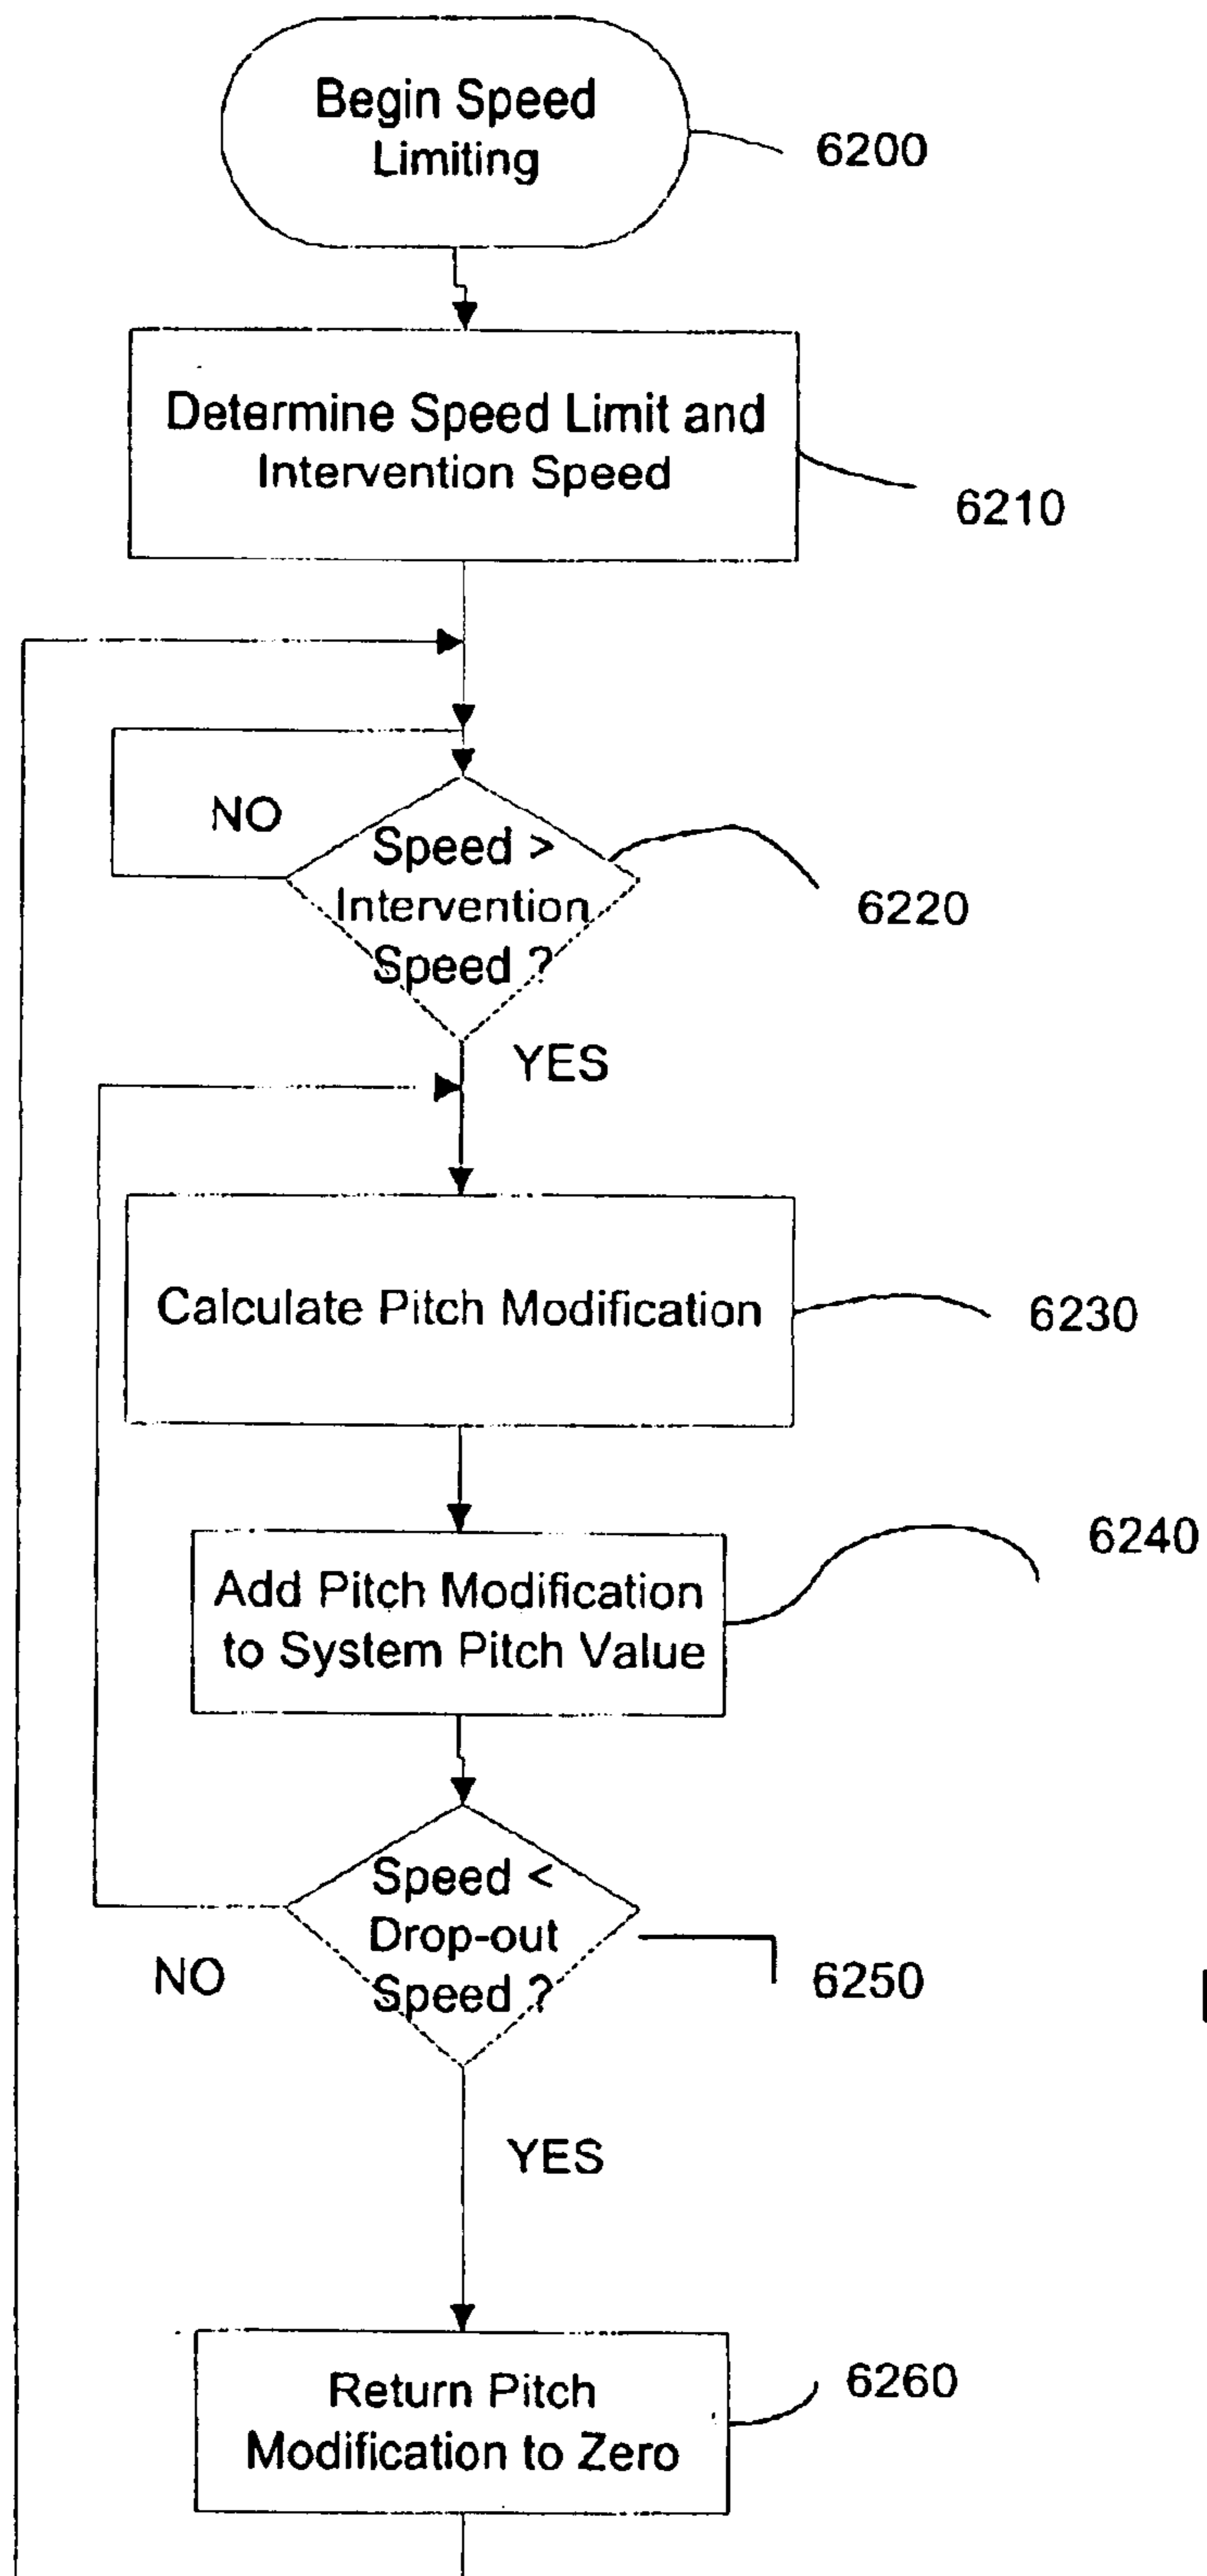 Begin Speed
Limiting
6200
Determine Speed Limit and
Intervention Speed
6210
NO
Speed >
Intervention
Speed ?
6220
YES
Calculate Pitch Modification
6230
Add Pitch Modification
to System Pitch Value
6240
Speed <
Drop-out
Speed ?
NO
6250
YES
Return Pitch
Modification to Zero
6260